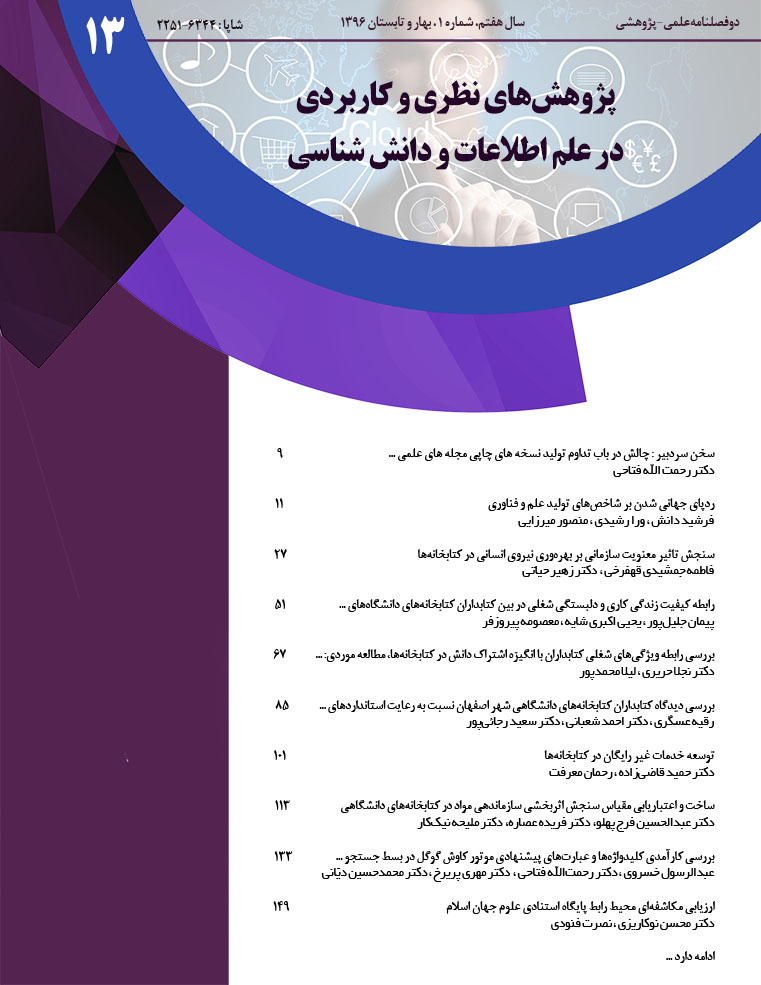 دوفصلنامه علمی-پژوهشی
سال هفتم، شماره ۱، بهار و تابستان ۱۳۹۶
شاپا: ۶۳۴۴-۲۲۵۱
۱۳
پژوهش‌های نظری و کاربردی
در علم اطلاعات و دانش شناسی
Cloud
سخن سردبیر: چالش در باب تداوم تولید نسخه های چاپی مجله های علمی ... ۹
دکتر رحمت الله فتاحی
ردپای جهانی شدن بر شاخص‌های تولید علم و فناوری ۱۱
فرشید دانش، ورا رشیدی، منصور میرزایی
سنجش تاثیر معنویت سازمانی بر بهره‌وری نیروی انسانی در کتابخانه‌ها ۲۷
فاطمه جمشیدی قهفرخی، دکتر زهیر حیاتی
رابطه کیفیت زندگی کاری و دلبستگی شغلی در بین کتابداران کتابخانه‌های دانشگاه‌های ... ۵۱
پیمان جلیل‌پور، یحیی اکبری شایه، معصومه پیروزفر
بررسی رابطه ویژگی‌های شغلی کتابداران با انگیزه اشتراک دانش در کتابخانه‌ها، مطالعه موردی: ... ۶۷
دکتر نجلا حریری، لیلا محمدپور
بررسی دیدگاه کتابداران کتابخانه‌های دانشگاهی شهر اصفهان نسبت به رعایت استانداردهای ... ۸۵
رقیه عسگری، دکتر احمد شعبانی، دکتر سعید رجائی‌پور
توسعه خدمات غیر رایگان در کتابخانه‌ها ۱۰۱
دکتر حمید قاضی‌زاده، رحمان معرفت
ساخت و اعتباریابی مقیاس سنجش اثربخشی سازماندهی مواد در کتابخانه‌های دانشگاهی ۱۱۳
دکتر عبدالحسین فرج پهلو، دکتر فریده عصاره، دکتر ملیحه نیک‌کار
بررسی کارآمدی کلیدواژه‌ها و عبارت‌های پیشنهادی موتور کاوش گوگل در بسط جستجو ... ۱۳۳
عبدالرسول خسروی، دکتر رحمت‌الله فتاحی، دکتر مهری پریرخ، دکتر محمدحسین دیّانی
ارزیابی مکاشفه‌ای محیط رابط پایگاه استنادی علوم جهان اسلام ۱۴۹
دکتر محسن نوکاریزی، نصرت فنودی
ادامه دارد ...